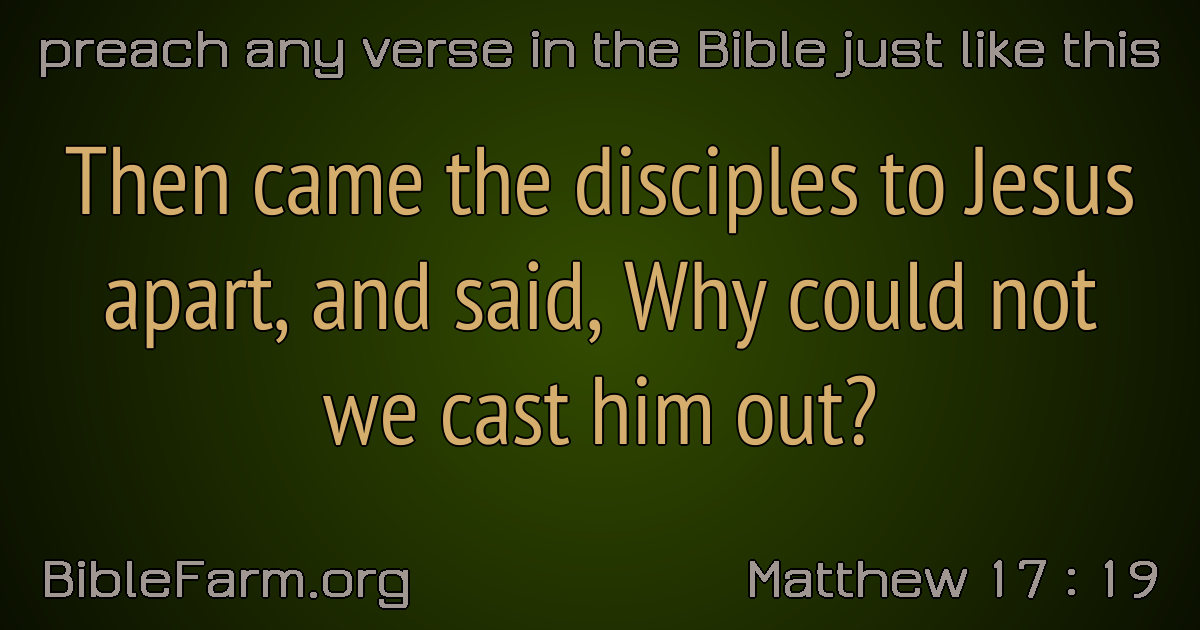 preach any verse in the Bible just like this
Then came the disciples to Jesus
apart, and said, Why could not
we cast him out?
BibleFarm.org
Matthew 17 : 19